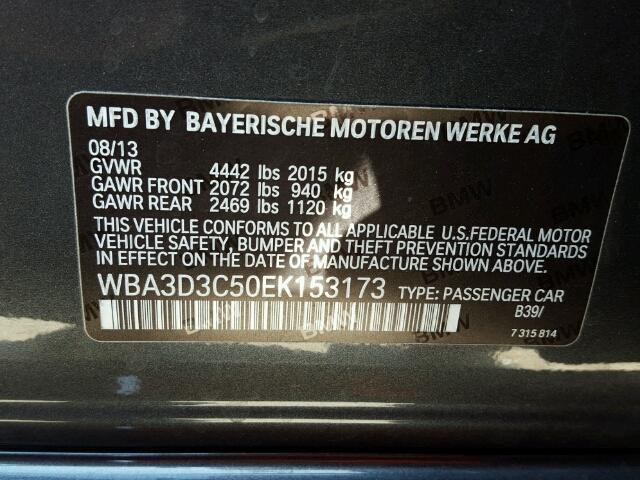 MFD BY BAYERISCHE MOTOREN WERKE AG
08/13
GVWR 4442 lbs 2015 kg
GAWR FRONT 2072 lbs 940 kg
GAWR REAR 2469 lbs 1120 kg
THIS VEHICLE CONFORMS TO ALL APPLICABLE U.S.FEDERAL MOTOR
VEHICLE SAFETY, BUMPER AND THEFT PREVENTION STANDARDS
IN EFFECT ON THE DATE OF MANUFACTURE SHOWN ABOVE.
WBA3D3C50EK153173 TYPE: PASSENGER CAR
B39/
7 315 814